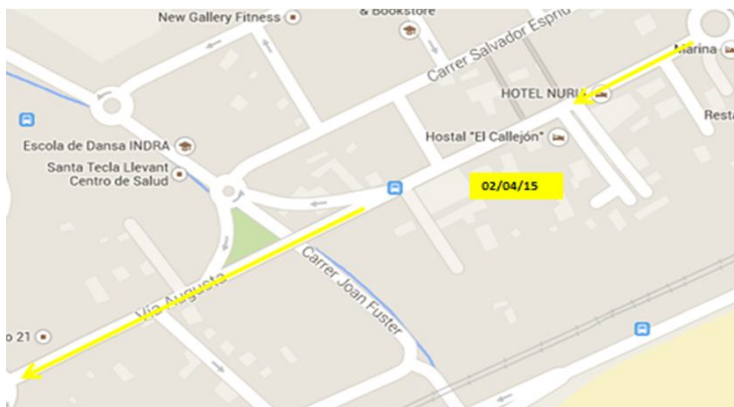 New Gallery Fitness
& Bookstore
Carrer Salvador Espriu
Marina
HOTEL NURI
Resta
Escola de Dansa INDRA
Hostal "El Callejón"
Santa Tecla Llevant
Centro de Salud
02/04/15
Via Augusta
Carrer Joan Fuster
o 21